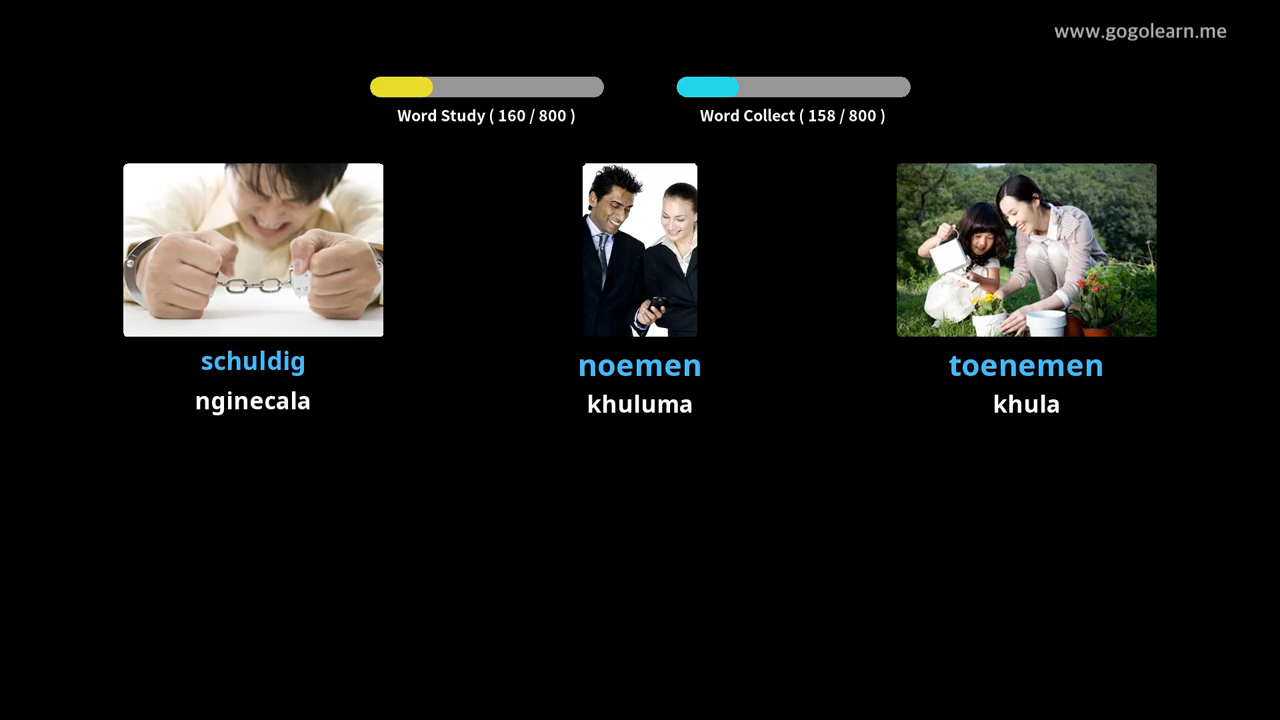 www.gogolearn.me
Word Study ( 160 / 800 )
Word Collect ( 158 / 800 )
schuldig
nginecala
noemen
khuluma
toenemen
khula